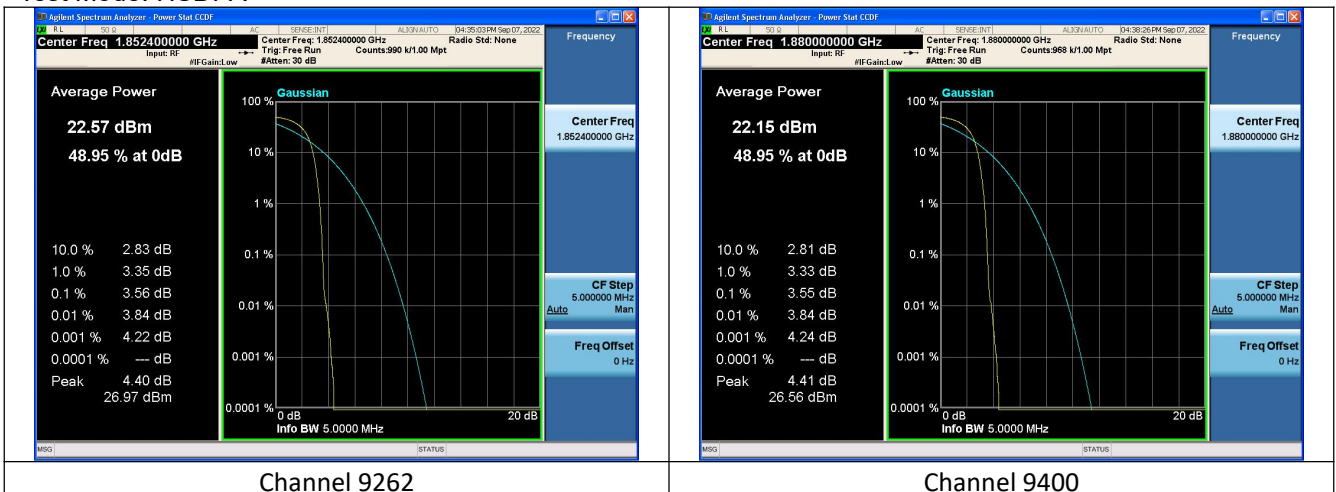 Agilent Spectrum Analyzer - Power Stat CCDF
RL 50 Ω AC SENSE:INT ALIGN AUTO 04:35:03 PM Sep 07, 2022
Center Freq 1.852400000 GHz
Input: RF
#IFGain:Low
Center Freq: 1.852400000 GHz
Radio Std: None
Trig: Free Run Counts:990 k/1.00 Mpt
#Atten: 30 dB
Frequency
Average Power
22.57 dBm
48.95 % at 0dB
10.0 % 2.83 dB
1.0 % 3.35 dB
0.1 % 3.56 dB
0.01 % 3.84 dB
0.001 % 4.22 dB
0.0001 % --- dB
Peak 4.40 dB
26.97 dBm
Gaussian
100 %
10 %
1 %
0.1 %
0.01 %
0.001 %
0.0001 %
0 dB 20 dB
Info BW 5.0000 MHz
Center Freq
1.852400000 GHz
CF Step
5.000000 MHz
Auto Man
Freq Offset
0 Hz
MSG STATUS
Channel 9262
Agilent Spectrum Analyzer - Power Stat CCDF
RL 50 Ω AC SENSE:INT ALIGN AUTO 04:38:26 PM Sep 07, 2022
Center Freq 1.880000000 GHz
Input: RF
#IFGain:Low
Center Freq: 1.880000000 GHz
Radio Std: None
Trig: Free Run Counts:968 k/1.00 Mpt
#Atten: 30 dB
Frequency
Average Power
22.15 dBm
48.95 % at 0dB
10.0 % 2.81 dB
1.0 % 3.33 dB
0.1 % 3.55 dB
0.01 % 3.84 dB
0.001 % 4.24 dB
0.0001 % --- dB
Peak 4.41 dB
26.56 dBm
Gaussian
100 %
10 %
1 %
0.1 %
0.01 %
0.001 %
0.0001 %
0 dB 20 dB
Info BW 5.0000 MHz
Center Freq
1.880000000 GHz
CF Step
5.000000 MHz
Auto Man
Freq Offset
0 Hz
MSG STATUS
Channel 9400